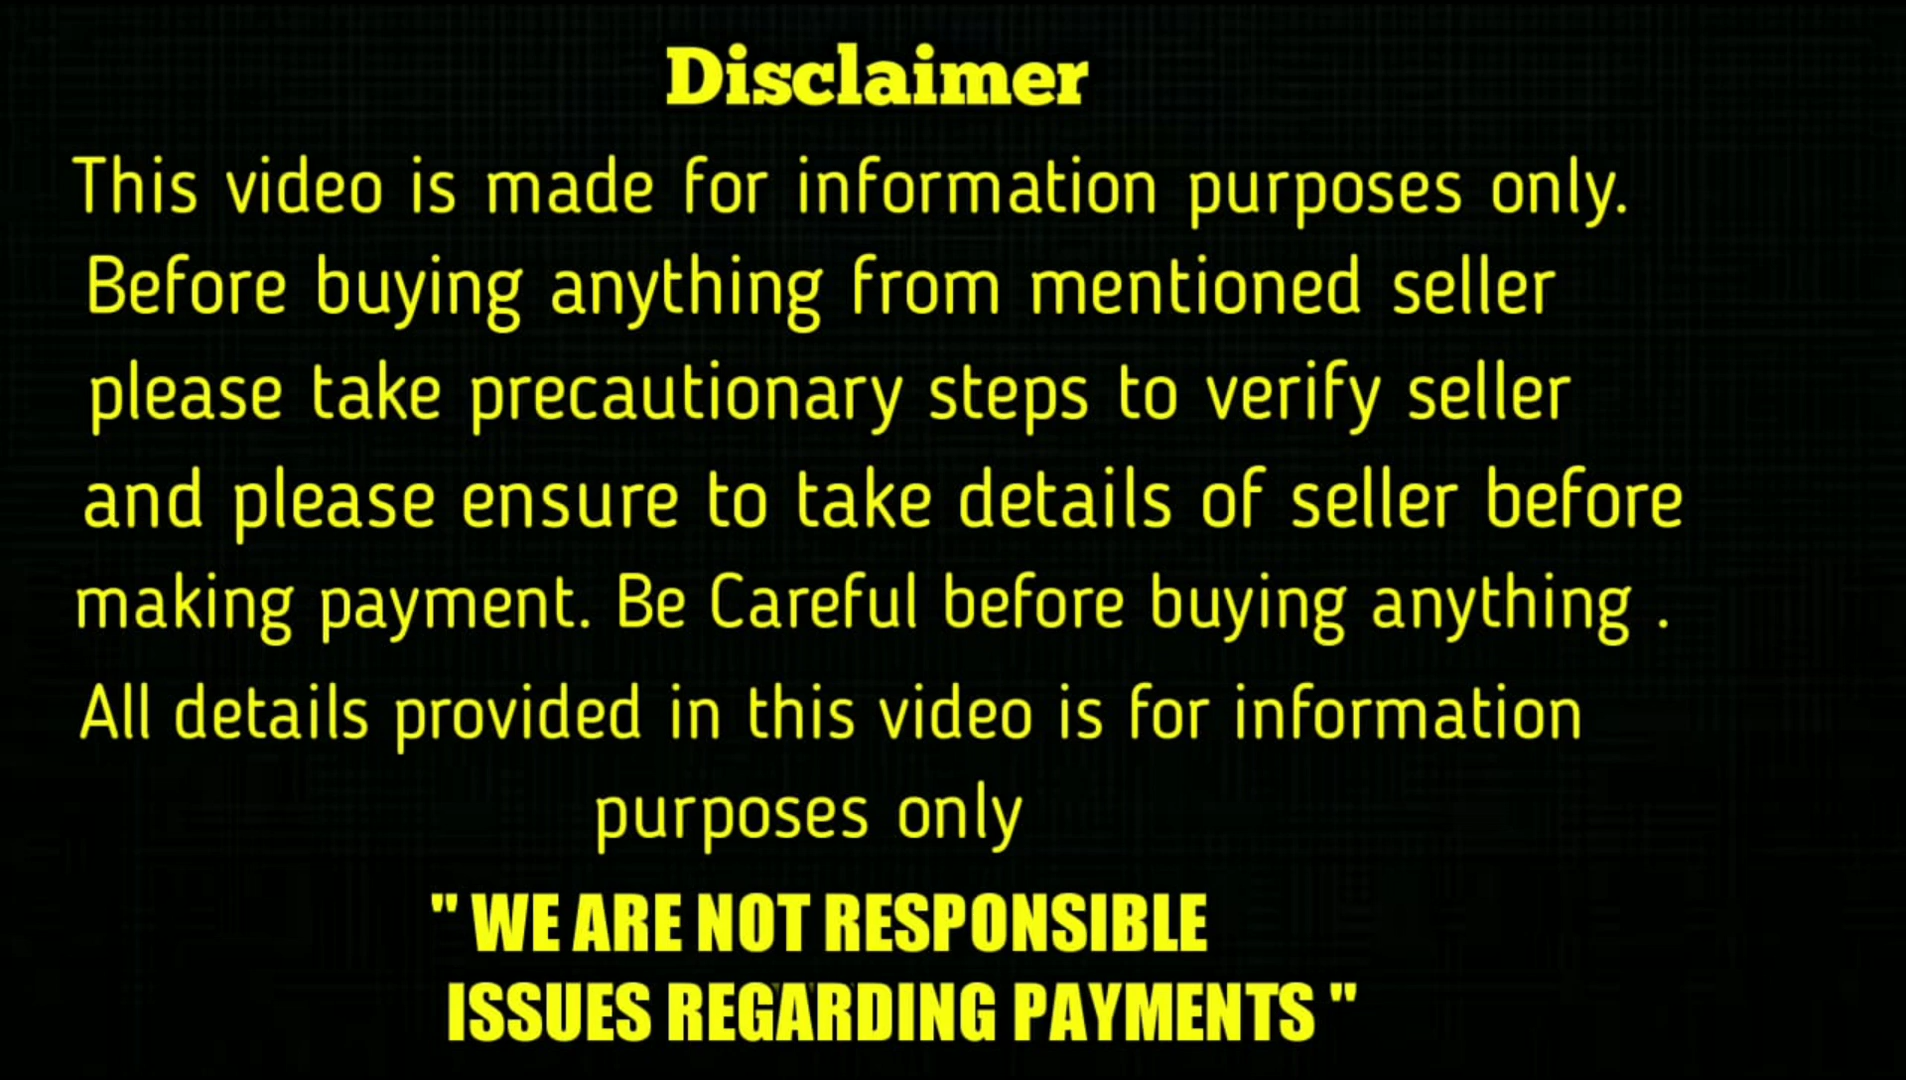 Disclaimer
This video is made for information purposes only.
Before buying anything from mentioned seller
please take precautionary steps to verify seller
and please ensure to take details of seller before
making payment. Be Careful before buying anything .
All details provided in this video is for information
purposes only
" WE ARE NOT RESPONSIBLE
ISSUES REGARDING PAYMENTS "